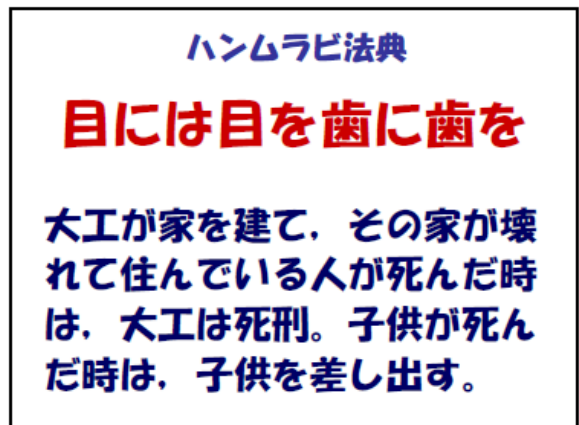 ハンムラビ法典
目には目を歯に歯を
大工が家を建て，その家が壊
れて住んでいる人が死んだ時
は，大工は死刑。子供が死ん
だ時は，子供を差し出す。